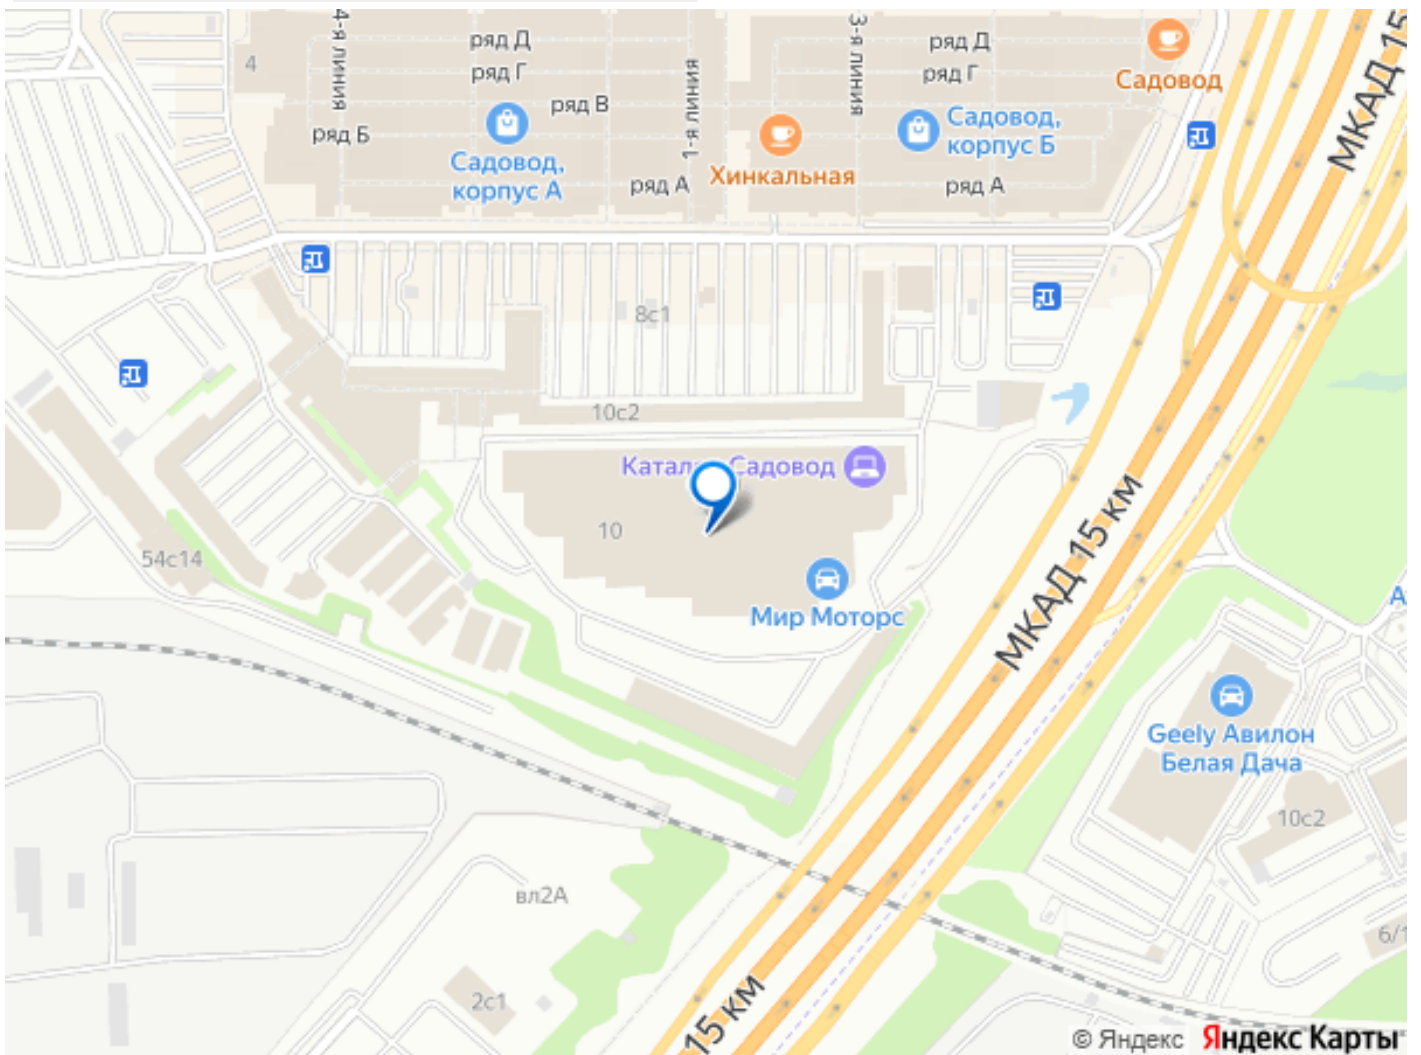 4-я линия
ряд Д
3-я линия
ряд Д
Садовод
4
ряд Г
ряд Г
МКАД 15
ряд В
ряд Б
1-я линия
Садовод,
корпус А
Хинкальная
Садовод,
корпус Б
ряд А
ряд А
8с1
10с2
Садовод
10
54с14
МКАД 15 км
Мир Моторс
Geely Авилон
Белая Дача
10с2
вл2А
6/1
2с1
15 км
© Яндекс Яндекс Карты